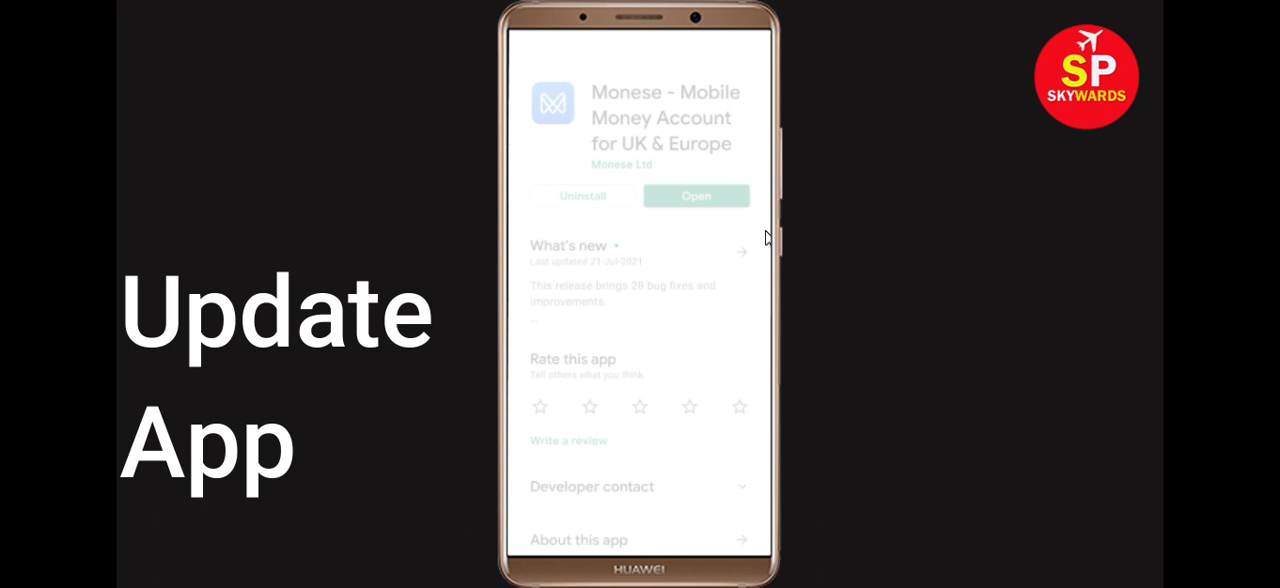 Update
App
Monese - Mobile
Money Account
for UK & Europe
Monese Ltd
Uninstall
Open
What's new
Last updated 21-Jul-2021
This release brings 28 bug fixes and
improvements.
...
Rate this app
Tell others what you think
Write a review
Developer contact
About this app
HUAWEI
SP
SKYWARDS